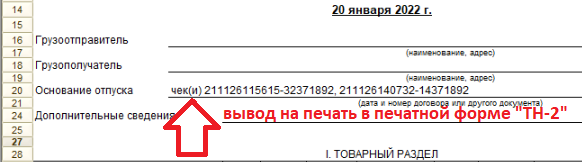 14 20 января 2022 г.
15
16 Грузоотправитель
17 (наименование, адрес)
18 Грузополучатель
19 (наименование, адрес)
20 Основание отпуска чек(и) 211126115615-32371892, 211126140732-14371892
21 (дата и номер договора или другого документа)
24 Дополнительные сведения вывод на печать в печатной форме "ТН-2"
25
27
28 I. ТОВАРНЫЙ РАЗДЕЛ